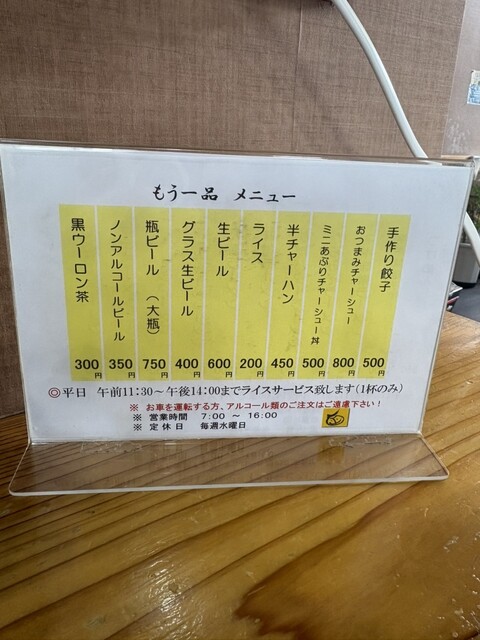 もう一品 メニュー
手作り餃子 500円
おつまみチャーシュー 800円
ミニあぶりチャーシュー丼 500円
半チャーハン 450円
ライス 200円
生ビール 600円
グラス生ビール 400円
瓶ビール (大瓶) 750円
ノンアルコールビール 350円
黒ウーロン茶 300円
◎平日 午前11:30～午後14:00までライスサービス致します(1杯のみ)
※ お車を運転する方、アルコール類のご注文はご遠慮下さい!
※ 営業時間 7:00 ～ 16:00
※ 定休日 毎週水曜日